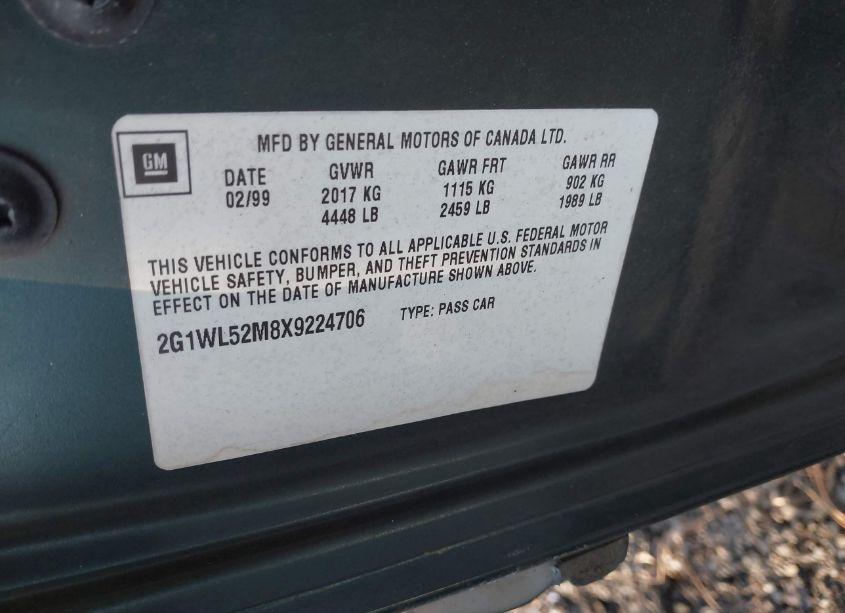 MFD BY GENERAL MOTORS OF CANADA LTD.
GM
DATE GVWR GAWR FRT GAWR RR
02/99 2017 KG 1115 KG 902 KG
4448 LB 2459 LB 1989 LB
THIS VEHICLE CONFORMS TO ALL APPLICABLE U.S. FEDERAL MOTOR
VEHICLE SAFETY, BUMPER, AND THEFT PREVENTION STANDARDS IN
EFFECT ON THE DATE OF MANUFACTURE SHOWN ABOVE.
2G1WL52M8X9224706 TYPE: PASS CAR